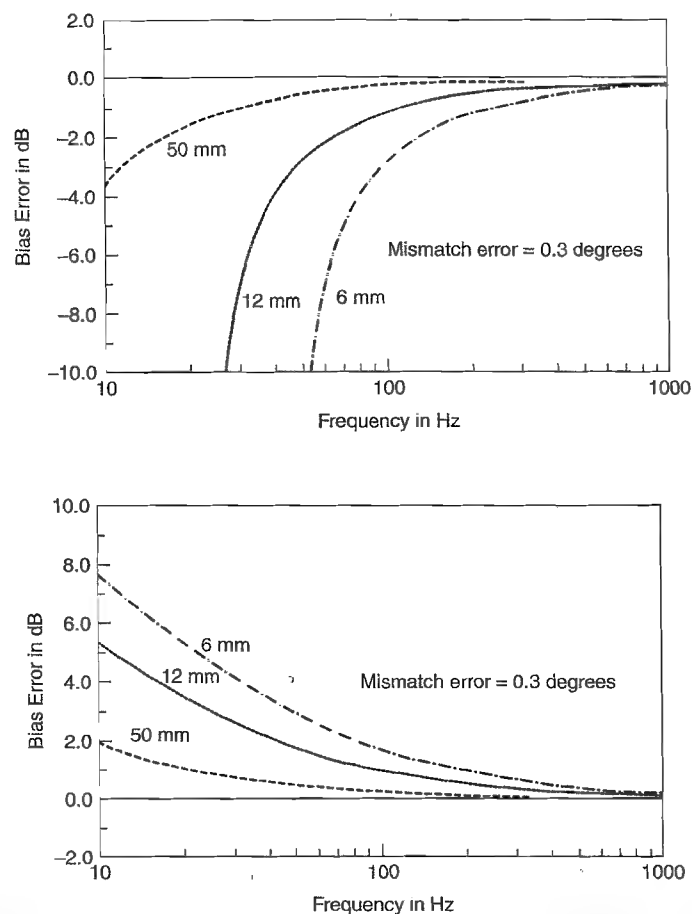 2.0
0.0
−2.0
−4.0
−6.0
−8.0
−10.0
Bias Error in dB
50 mm
12 mm
6 mm
Mismatch error = 0.3 degrees
10
100
1000
Frequency in Hz
10.0
8.0
6.0
4.0
2.0
0.0
−2.0
Bias Error in dB
6 mm
12 mm
50 mm
Mismatch error = 0.3 degrees
10
100
1000
Frequency in Hz